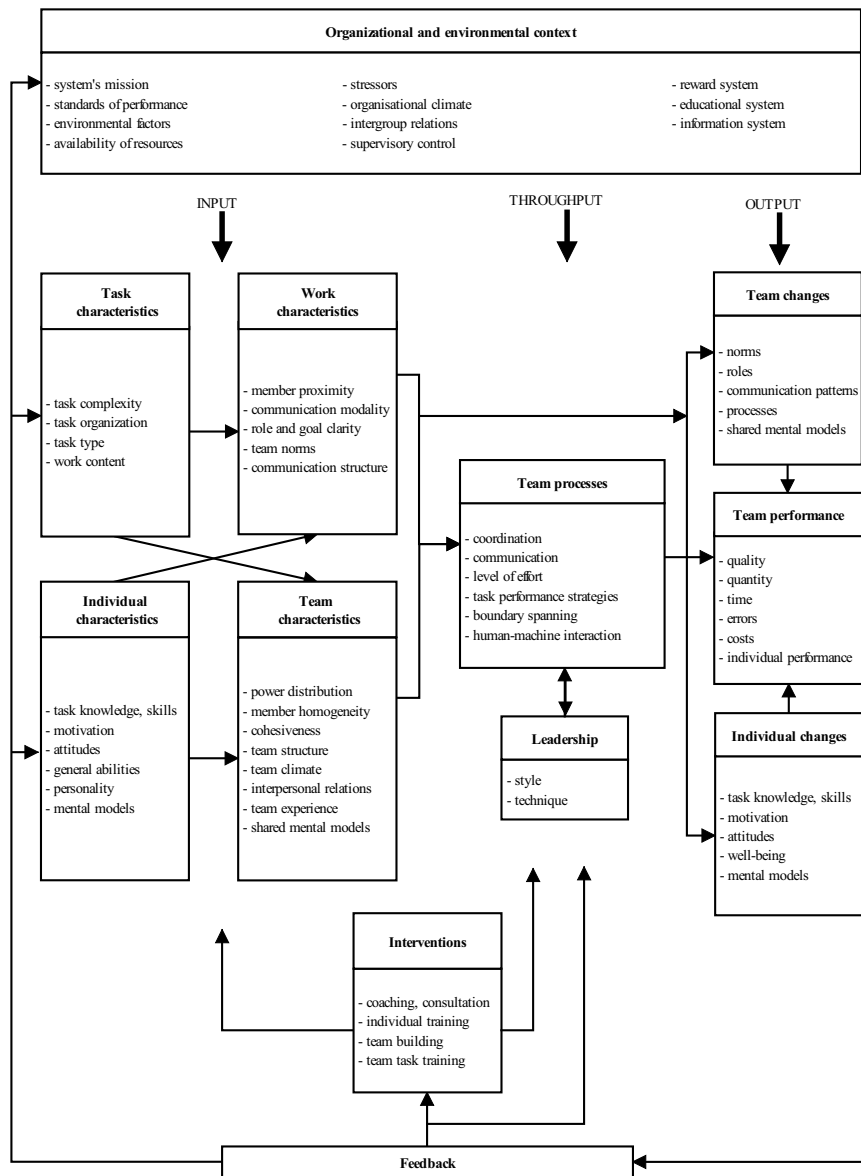 Organizational and environmental context
- system's mission
- standards of performance
- environmental factors
- availability of resources
- stressors
- organisational climate
- intergroup relations
- supervisory control
- reward system
- educational system
- information system
INPUT
THROUGHPUT
OUTPUT
Task
characteristics
- task complexity
- task organization
- task type
- work content
Work
characteristics
- member proximity
- communication modality
- role and goal clarity
- team norms
- communication structure
Individual
characteristics
- task knowledge, skills
- motivation
- attitudes
- general abilities
- personality
- mental models
Team
characteristics
- power distribution
- member homogeneity
- cohesiveness
- team structure
- team climate
- interpersonal relations
- team experience
- shared mental models
Team processes
- coordination
- communication
- level of effort
- task performance strategies
- boundary spanning
- human-machine interaction
Leadership
- style
- technique
Team changes
- norms
- roles
- communication patterns
- processes
- shared mental models
Team performance
- quality
- quantity
- time
- errors
- costs
- individual performance
Individual changes
- task knowledge, skills
- motivation
- attitudes
- well-being
- mental models
Interventions
- coaching, consultation
- individual training
- team building
- team task training
Feedback